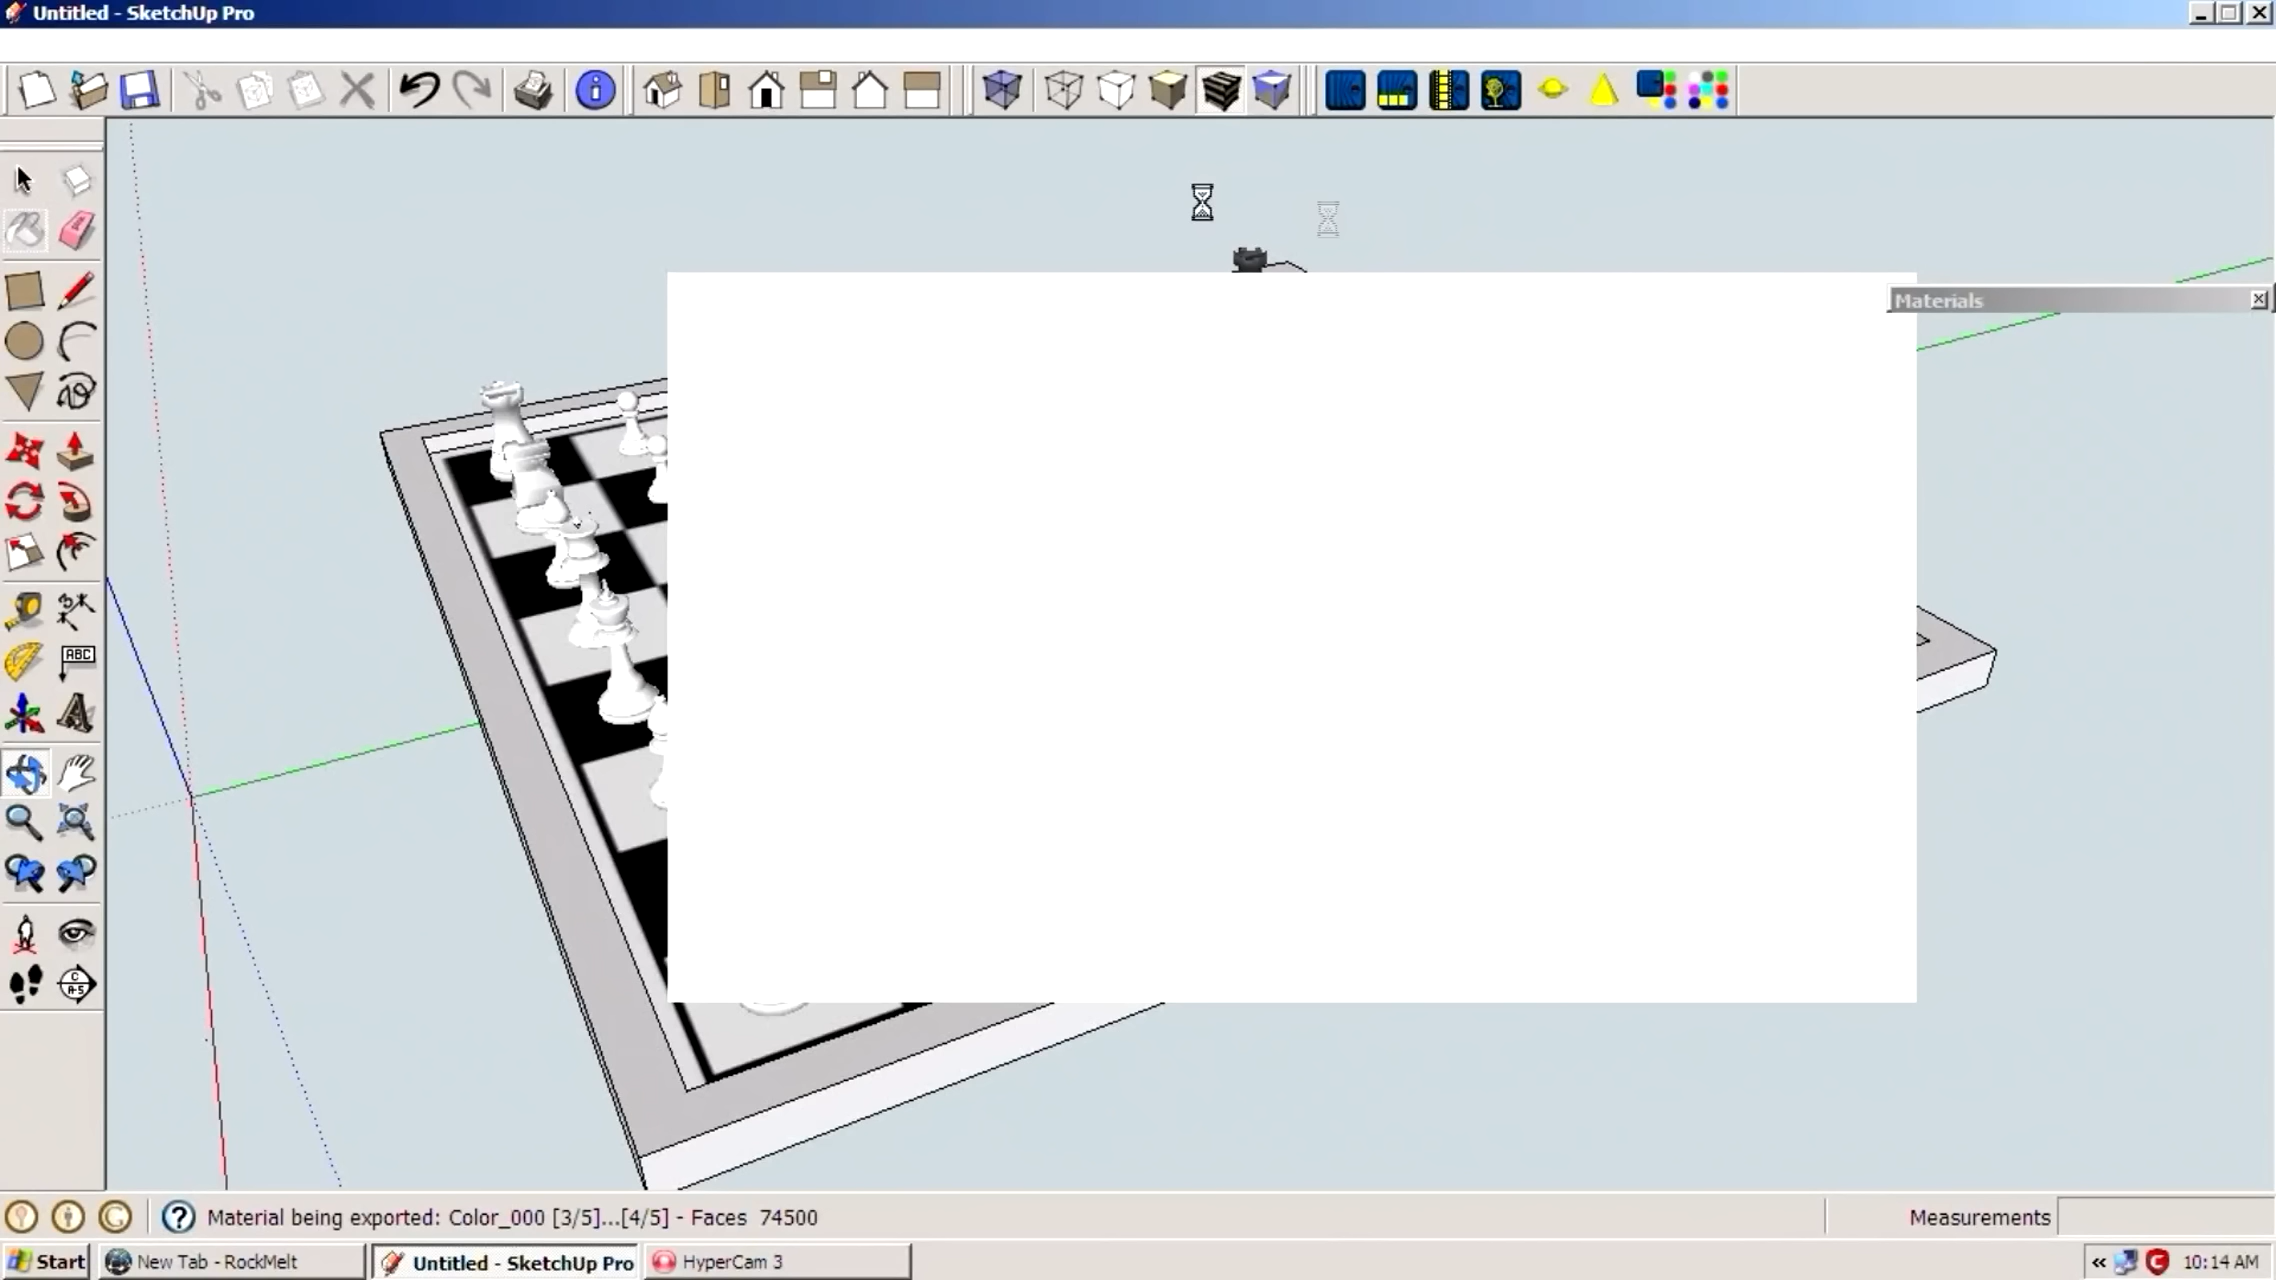 Untitled - SketchUp Pro
Materials
ABC
C
A-5
Material being exported: Color_000 [3/5]...[4/5] - Faces 74500
Measurements
Start
New Tab - RockMelt
Untitled - SketchUp Pro
HyperCam 3
10:14 AM